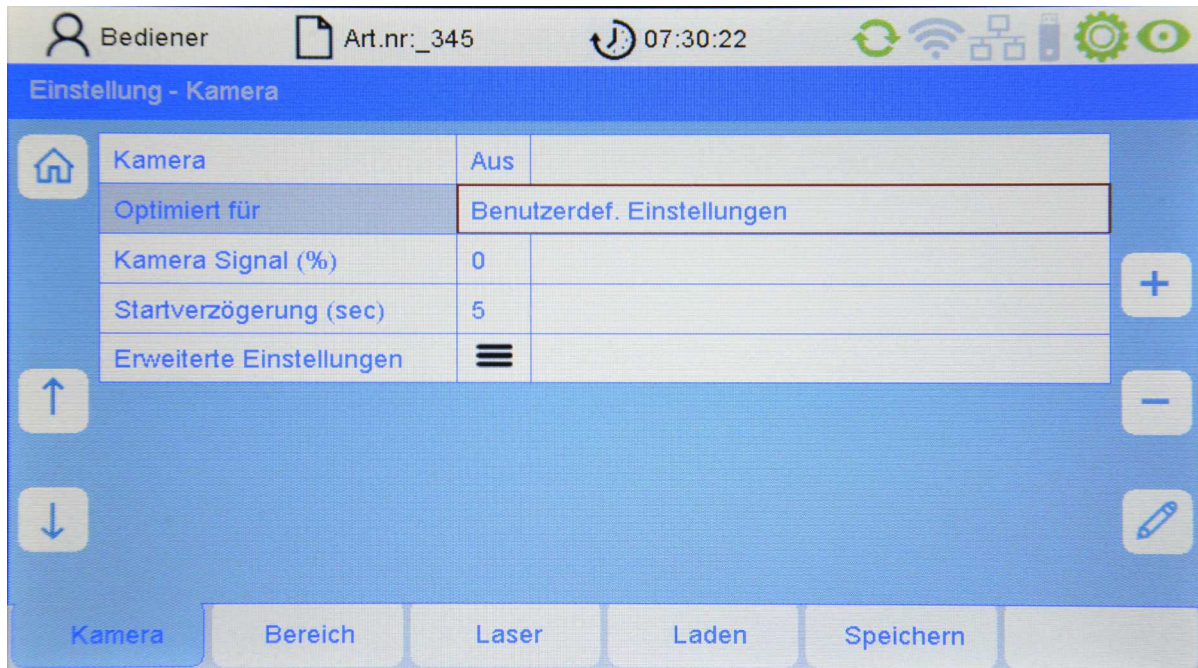 Bediener
Art.nr:_345
07:30:22
Einstellung - Kamera
Kamera Aus
Optimiert für Benutzerdef. Einstellungen
Kamera Signal (%) 0
Startverzögerung (sec) 5
Erweiterte Einstellungen
Kamera
Bereich
Laser
Laden
Speichern